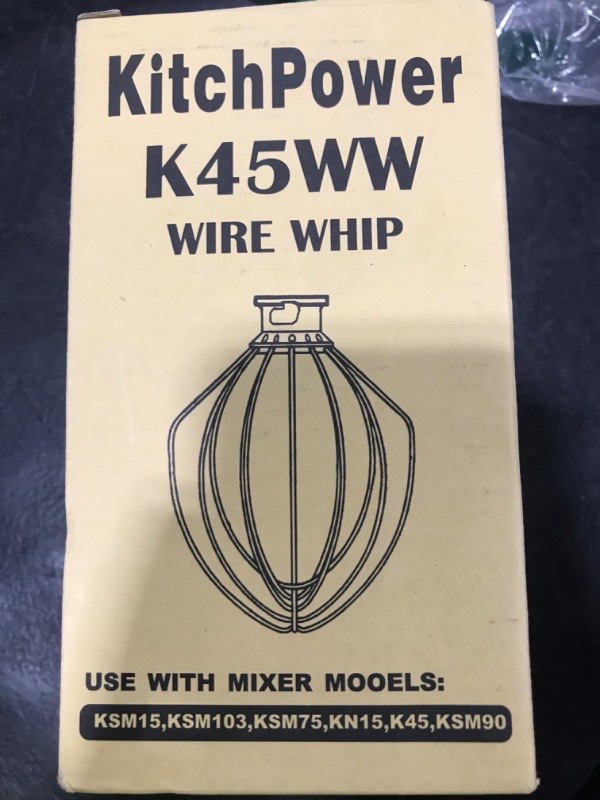 KitchPower
K45WW
WIRE WHIP
USE WITH MIXER MOOELS:
KSM15,KSM103,KSM75,KN15,K45,KSM90